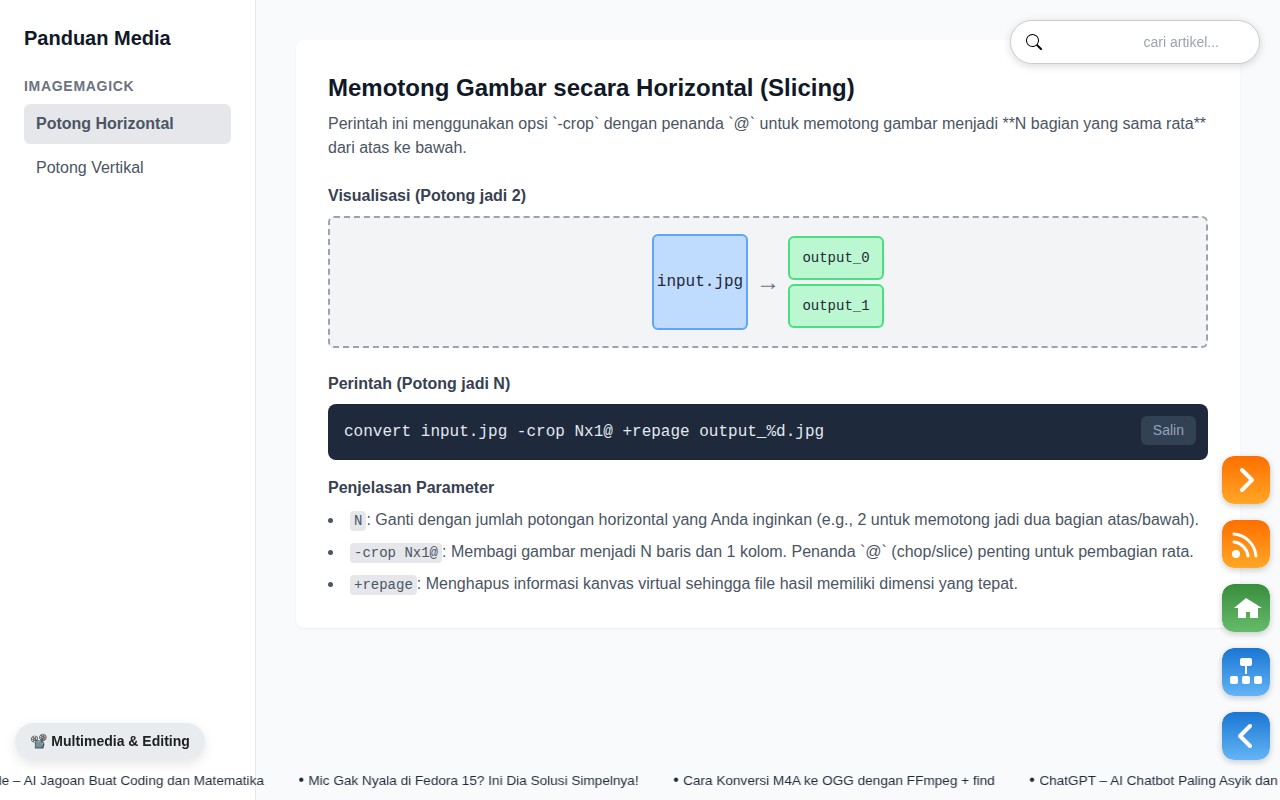 Panduan Media
IMAGEMAGICK
Potong Horizontal
Potong Vertikal
cari artikel...
Memotong Gambar secara Horizontal (Slicing)
Perintah ini menggunakan opsi `-crop` dengan penanda `@` untuk memotong gambar menjadi **N bagian yang sama rata**
dari atas ke bawah.
Visualisasi (Potong jadi 2)
input.jpg
→
output_0
output_1
Perintah (Potong jadi N)
convert input.jpg -crop Nx1@ +repage output_%d.jpg
Salin
Penjelasan Parameter
• N: Ganti dengan jumlah potongan horizontal yang Anda inginkan (e.g., 2 untuk memotong jadi dua bagian atas/bawah).
• -crop Nx1@: Membagi gambar menjadi N baris dan 1 kolom. Penanda `@` (chop/slice) penting untuk pembagian rata.
• +repage: Menghapus informasi kanvas virtual sehingga file hasil memiliki dimensi yang tepat.
Multimedia & Editing
– AI Jagoan Buat Coding dan Matematika • Mic Gak Nyala di Fedora 15? Ini Dia Solusi Simpelnya! • Cara Konversi M4A ke OGG dengan FFmpeg + find • ChatGPT – AI Chatbot Paling Asyik dan